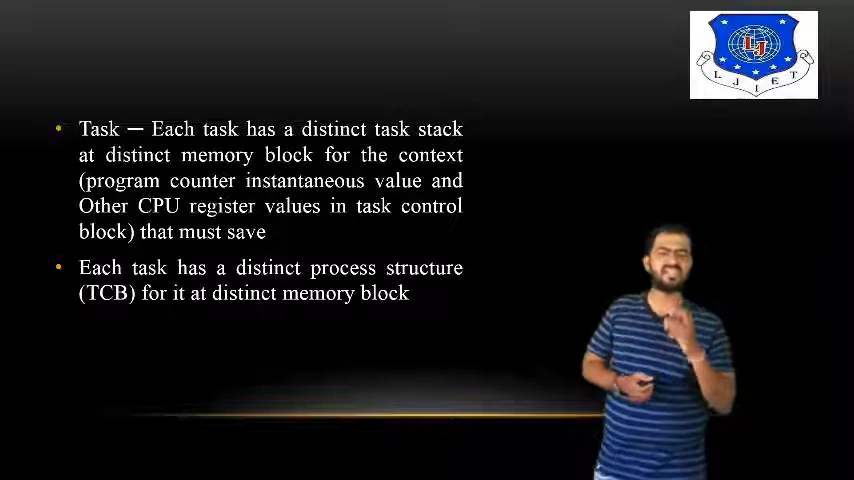 LJ
L J I E T
• Task — Each task has a distinct task stack
at distinct memory block for the context
(program counter instantaneous value and
Other CPU register values in task control
block) that must save
• Each task has a distinct process structure
(TCB) for it at distinct memory block